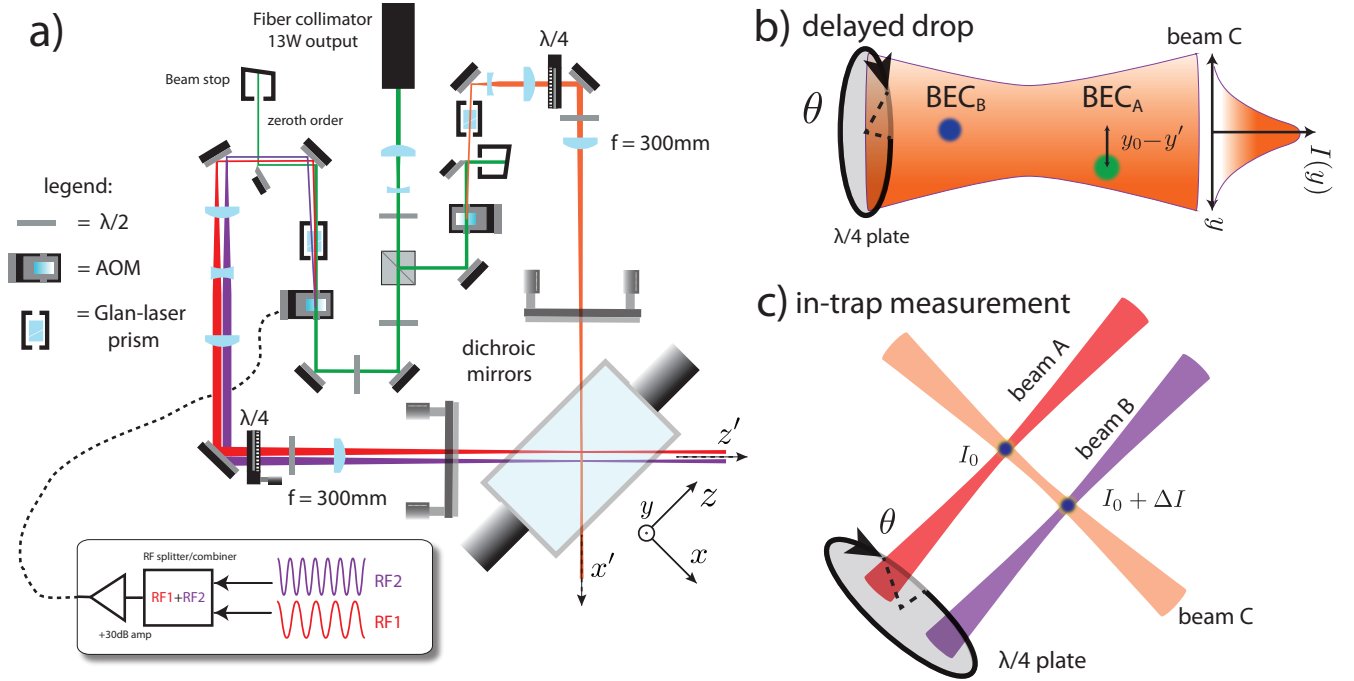 a)
Fiber collimator
13W output
λ/4
Beam stop
zeroth order
f = 300mm
legend:
= λ/2
= AOM
= Glan-laser
prism
dichroic
mirrors
λ/4
f = 300mm
z′
z
y
x
x′
RF splitter/combiner
RF1+RF2
RF2
RF1
+30dB amp
b) delayed drop
beam C
θ
BEC_B
BEC_A
y₀−y′
I(y)
y
λ/4 plate
c) in-trap measurement
beam A
beam B
I₀
I₀ + ΔI
θ
beam C
λ/4 plate